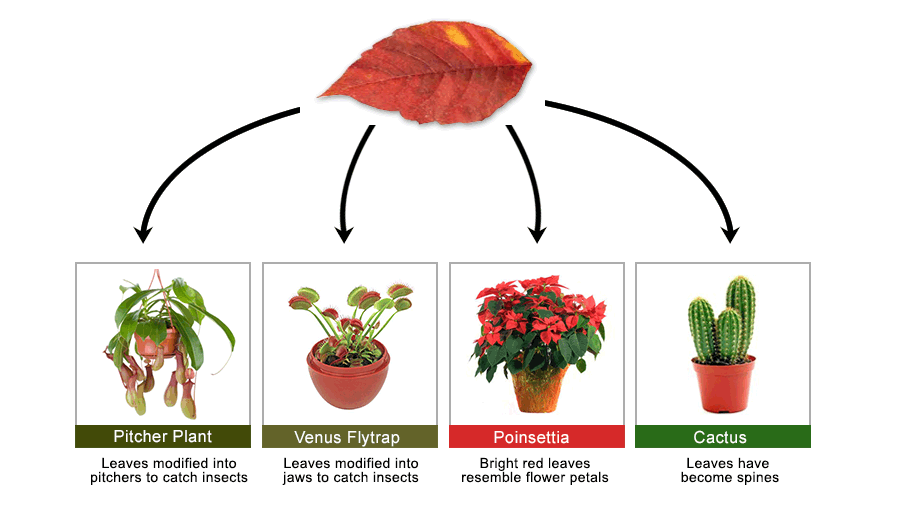 Pitcher Plant
Leaves modified into
pitchers to catch insects
Venus Flytrap
Leaves modified into
jaws to catch insects
Poinsettia
Bright red leaves
resemble flower petals
Cactus
Leaves have
become spines